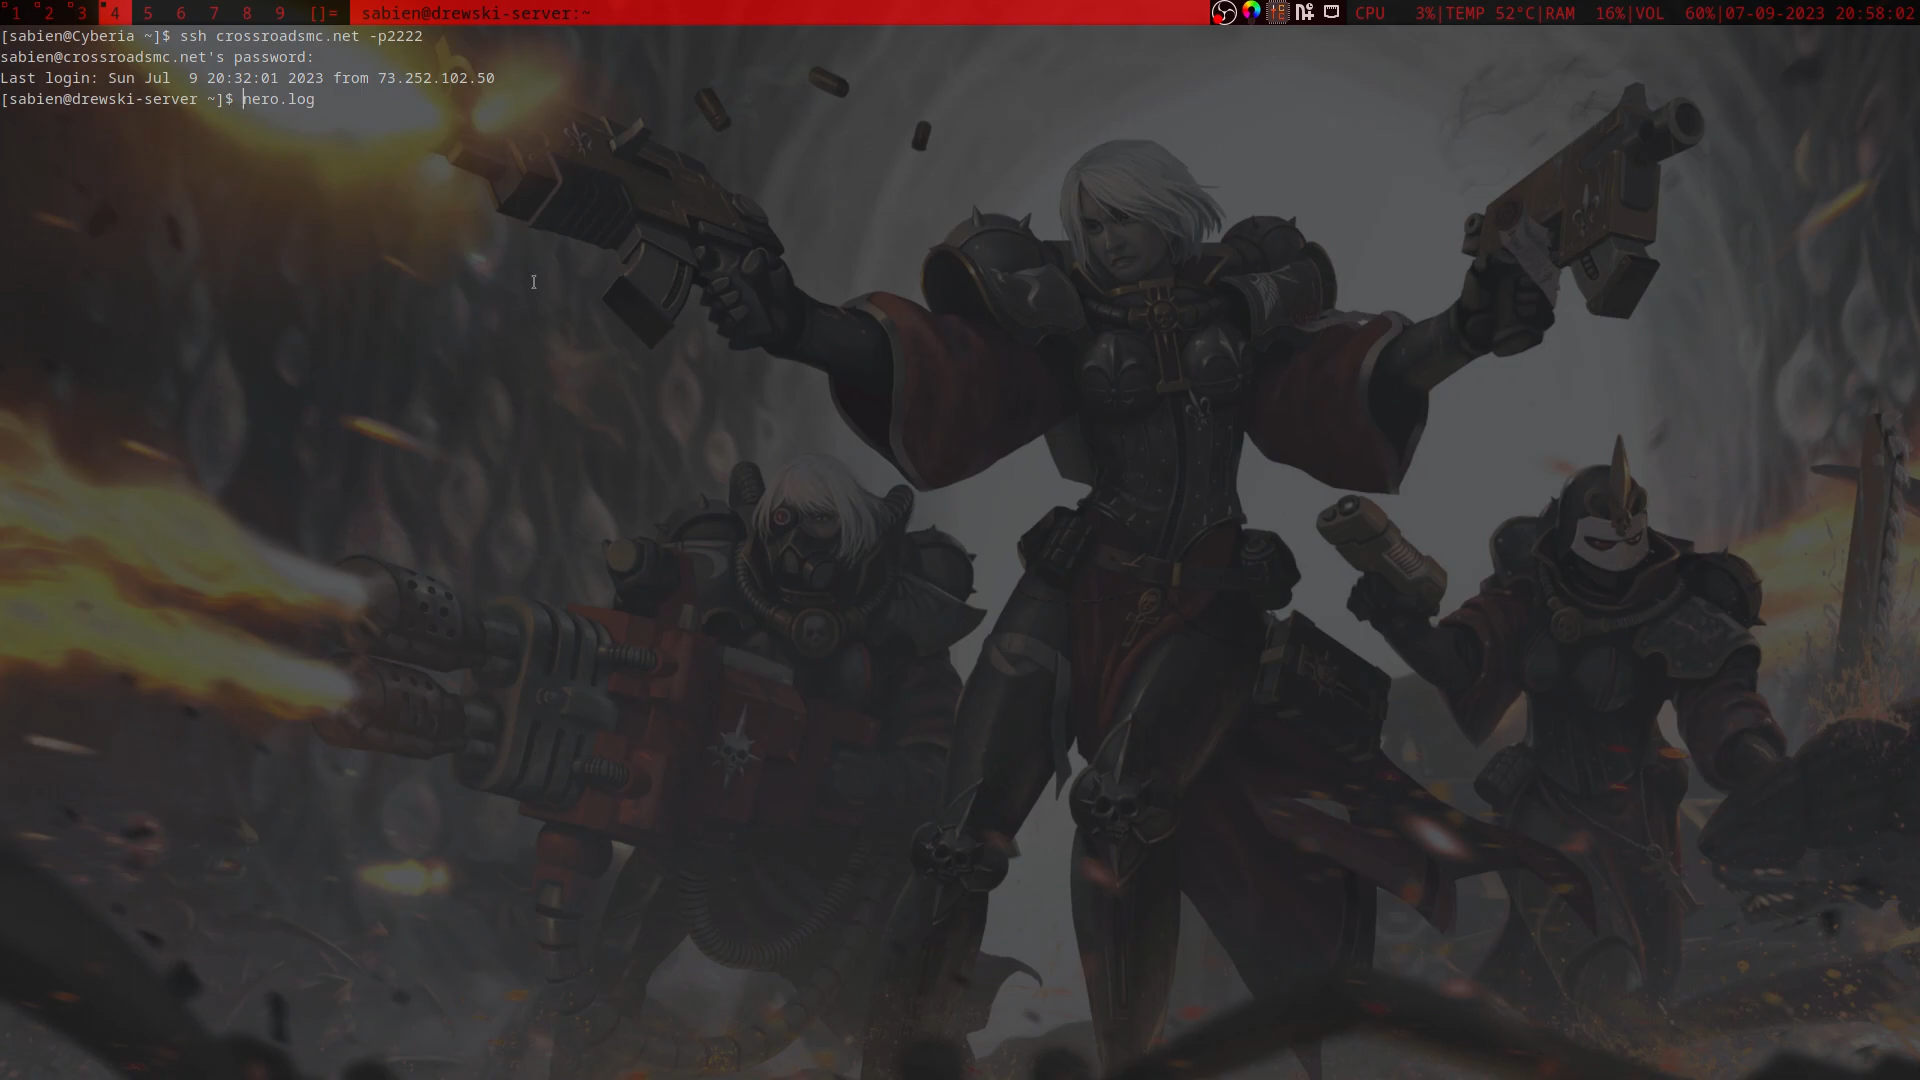 1 2 3 4 5 6 7 8 9 []= sabien@drewski-server:~ CPU 3%|TEMP 52°C|RAM 16%|VOL 60%|07-09-2023 20:58:02
[sabien@Cyberia ~]$ ssh crossroadsmc.net -p2222
sabien@crossroadsmc.net's password:
Last login: Sun Jul  9 20:32:01 2023 from 73.252.102.50
[sabien@drewski-server ~]$ nero.log